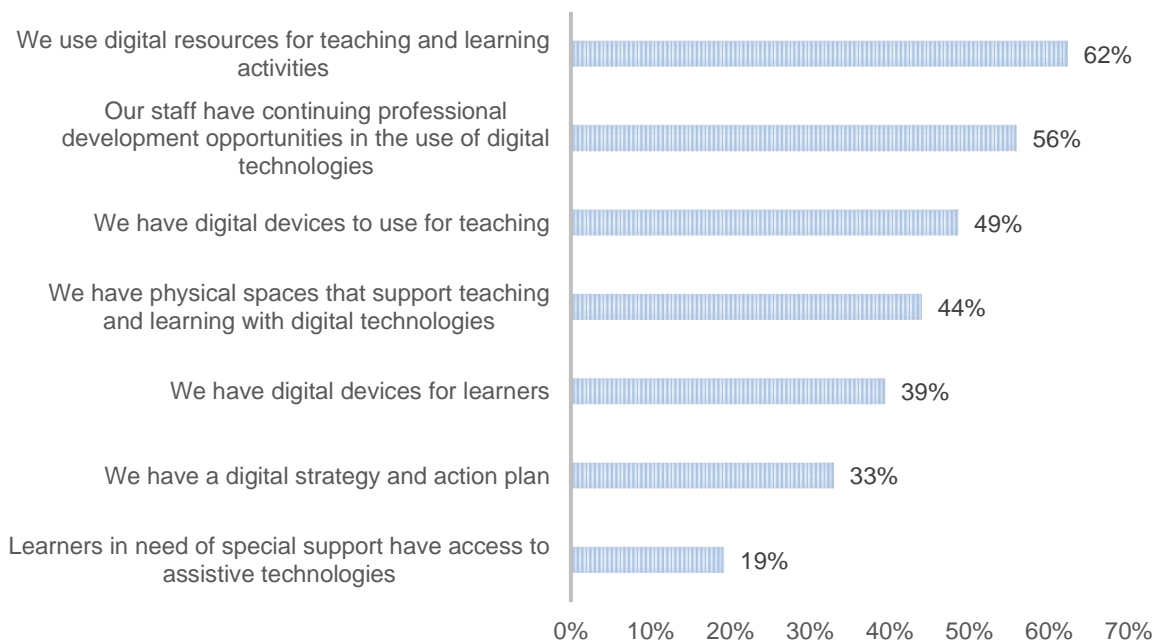 We use digital resources for teaching and learning
activities
62%
Our staff have continuing professional
development opportunities in the use of digital
technologies
56%
We have digital devices to use for teaching
49%
We have physical spaces that support teaching
and learning with digital technologies
44%
We have digital devices for learners
39%
We have a digital strategy and action plan
33%
Learners in need of special support have access to
assistive technologies
19%
0% 10% 20% 30% 40% 50% 60% 70%